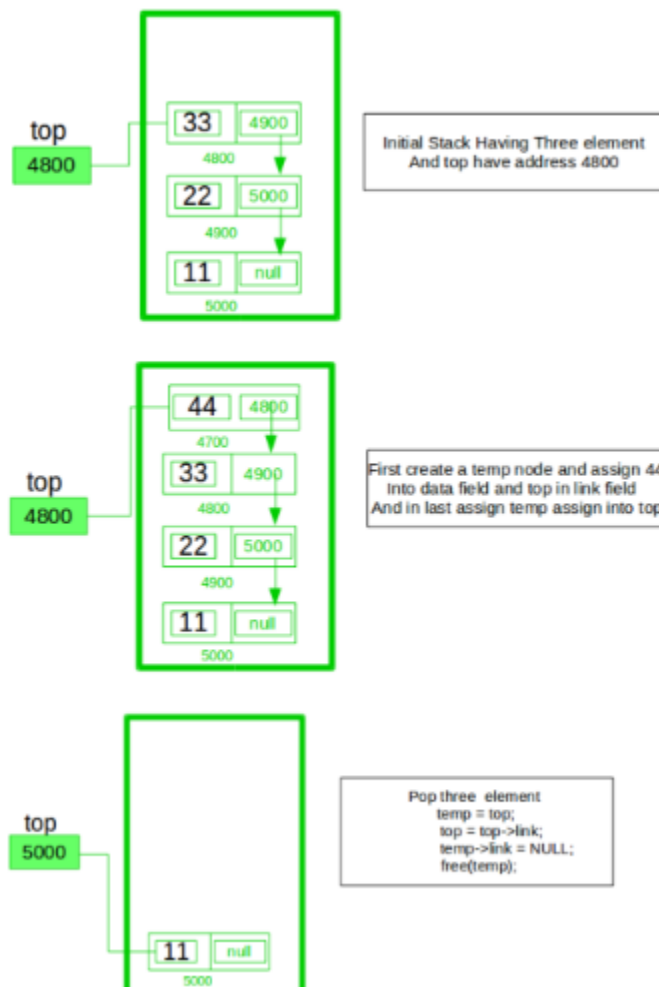 top
4800
33 4900
4800
22 5000
4900
11 null
5000
Initial Stack Having Three element
And top have address 4800
top
4800
44 4800
4700
33 4900
4800
22 5000
4900
11 null
5000
First create a temp node and assign 44
Into data field and top in link field
And in last assign temp assign into top
top
5000
11 null
5000
Pop three element
temp = top;
top = top->link;
temp->link = NULL;
free(temp);